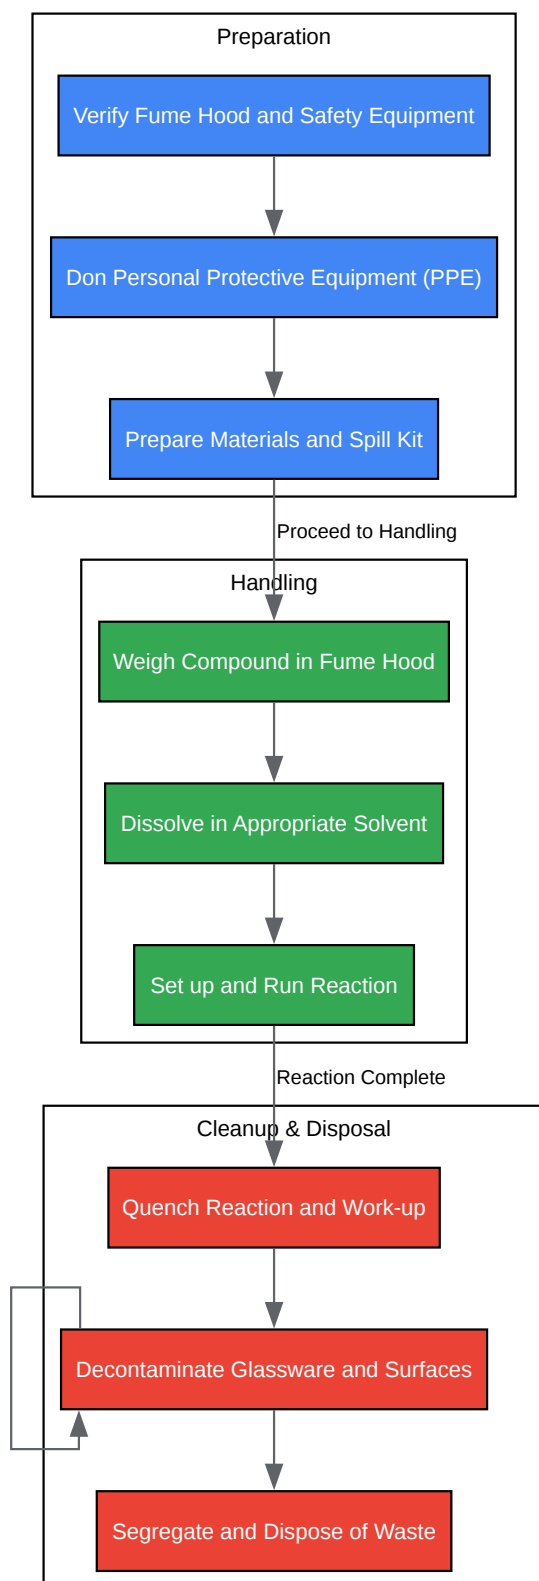 Preparation
Verify Fume Hood and Safety Equipment
Don Personal Protective Equipment (PPE)
Prepare Materials and Spill Kit
Proceed to Handling
Handling
Weigh Compound in Fume Hood
Dissolve in Appropriate Solvent
Set up and Run Reaction
Reaction Complete
Cleanup & Disposal
Quench Reaction and Work-up
Decontaminate Glassware and Surfaces
Segregate and Dispose of Waste